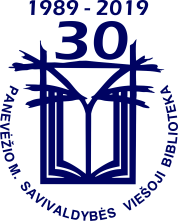 1989 - 2019
30
PANEVĖŽIO M. SAVIVALDYBĖS VIEŠOJI BIBLIOTEKA